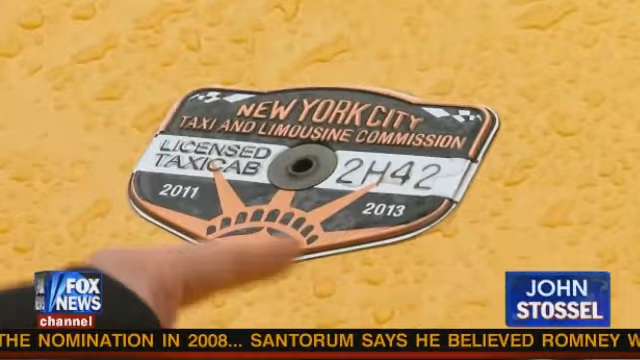 NEW YORK CITY
TAXI AND LIMOUSINE COMMISSION
LICENSED
TAXICAB
2H42
2011
2013
FOX
NEWS
channel
JOHN
STOSSEL
THE NOMINATION IN 2008... SANTORUM SAYS HE BELIEVED ROMNEY W